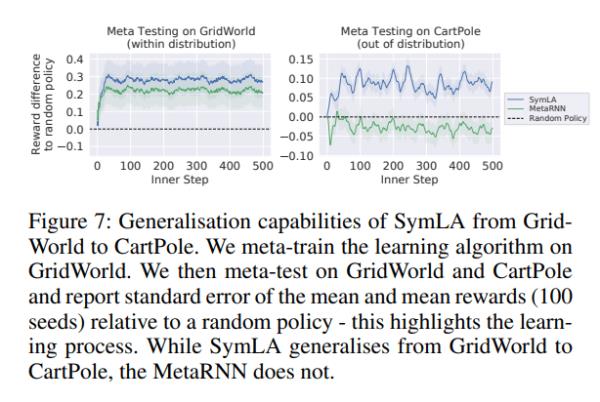 Meta Testing on GridWorld
(within distribution)
Meta Testing on CartPole
(out of distribution)
Reward difference
to random policy
0.4
0.3
0.2
0.1
0.0
−0.1
0 100 200 300 400 500
Inner Step
0.15
0.10
0.05
0.00
−0.05
−0.10
0 100 200 300 400 500
Inner Step
SymLA
MetaRNN
Random Policy
Figure 7: Generalisation capabilities of SymLA from Grid-
World to CartPole. We meta-train the learning algorithm on
GridWorld. We then meta-test on GridWorld and CartPole
and report standard error of the mean and mean rewards (100
seeds) relative to a random policy - this highlights the learn-
ing process. While SymLA generalises from GridWorld to
CartPole, the MetaRNN does not.